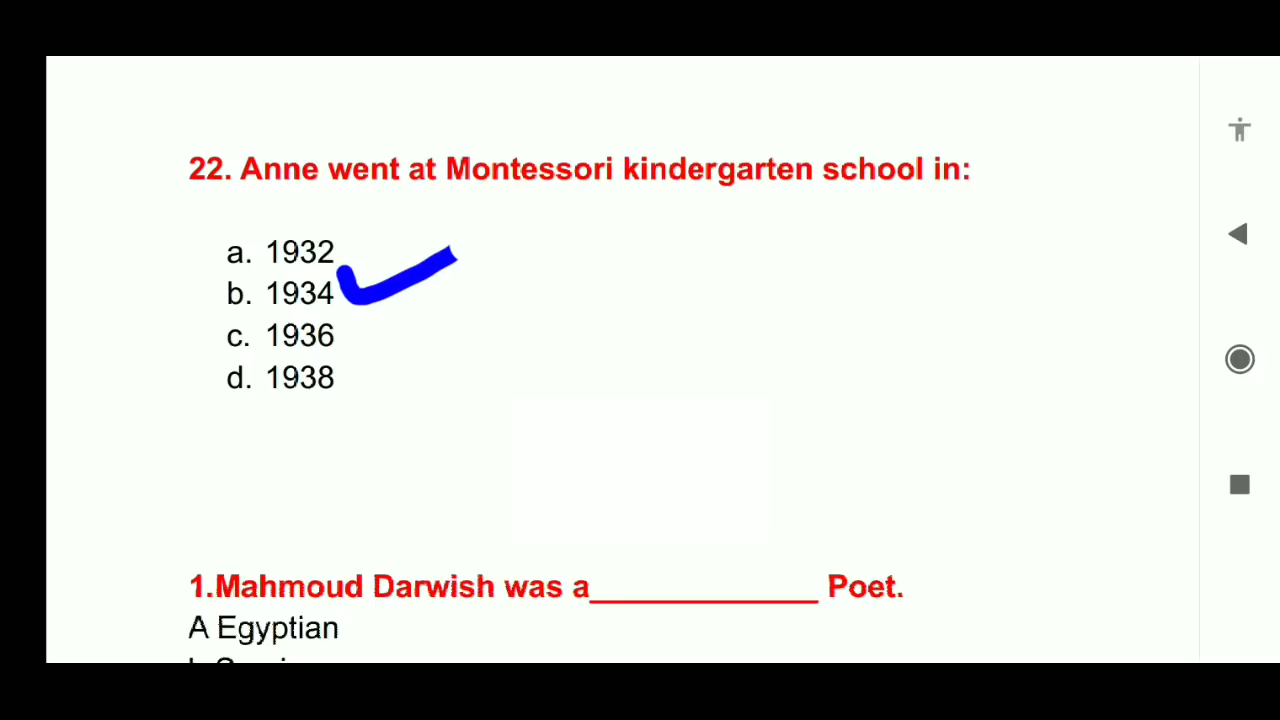 22. Anne went at Montessori kindergarten school in:
a. 1932
b. 1934
c. 1936
d. 1938
1.Mahmoud Darwish was a______________ Poet.
A Egyptian